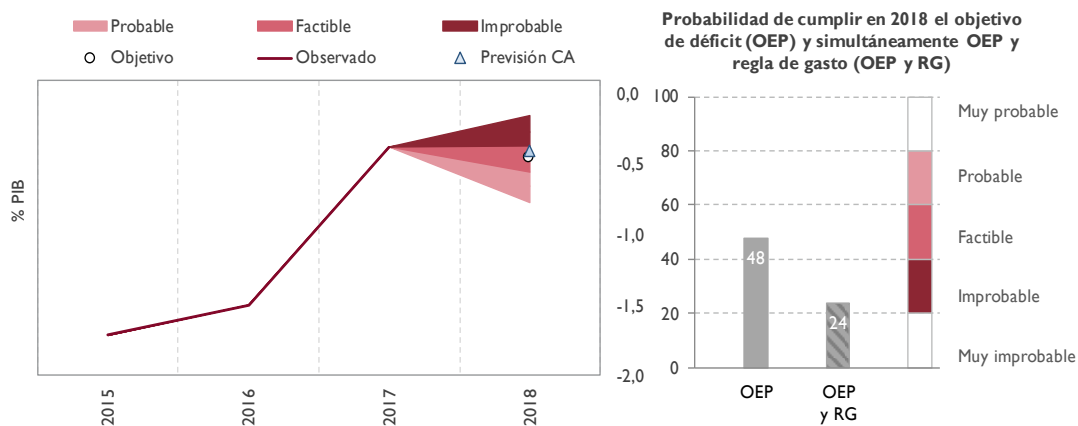 Probable
Factible
Improbable
Objetivo
Observado
Previsión CA
% PIB
0,0
-0,5
-1,0
-1,5
-2,0
2015
2016
2017
2018
Probabilidad de cumplir en 2018 el objetivo
de déficit (OEP) y simultáneamente OEP y
regla de gasto (OEP y RG)
100
80
60
40
20
0
48
24
OEP
OEP
y RG
Muy probable
Probable
Factible
Improbable
Muy improbable